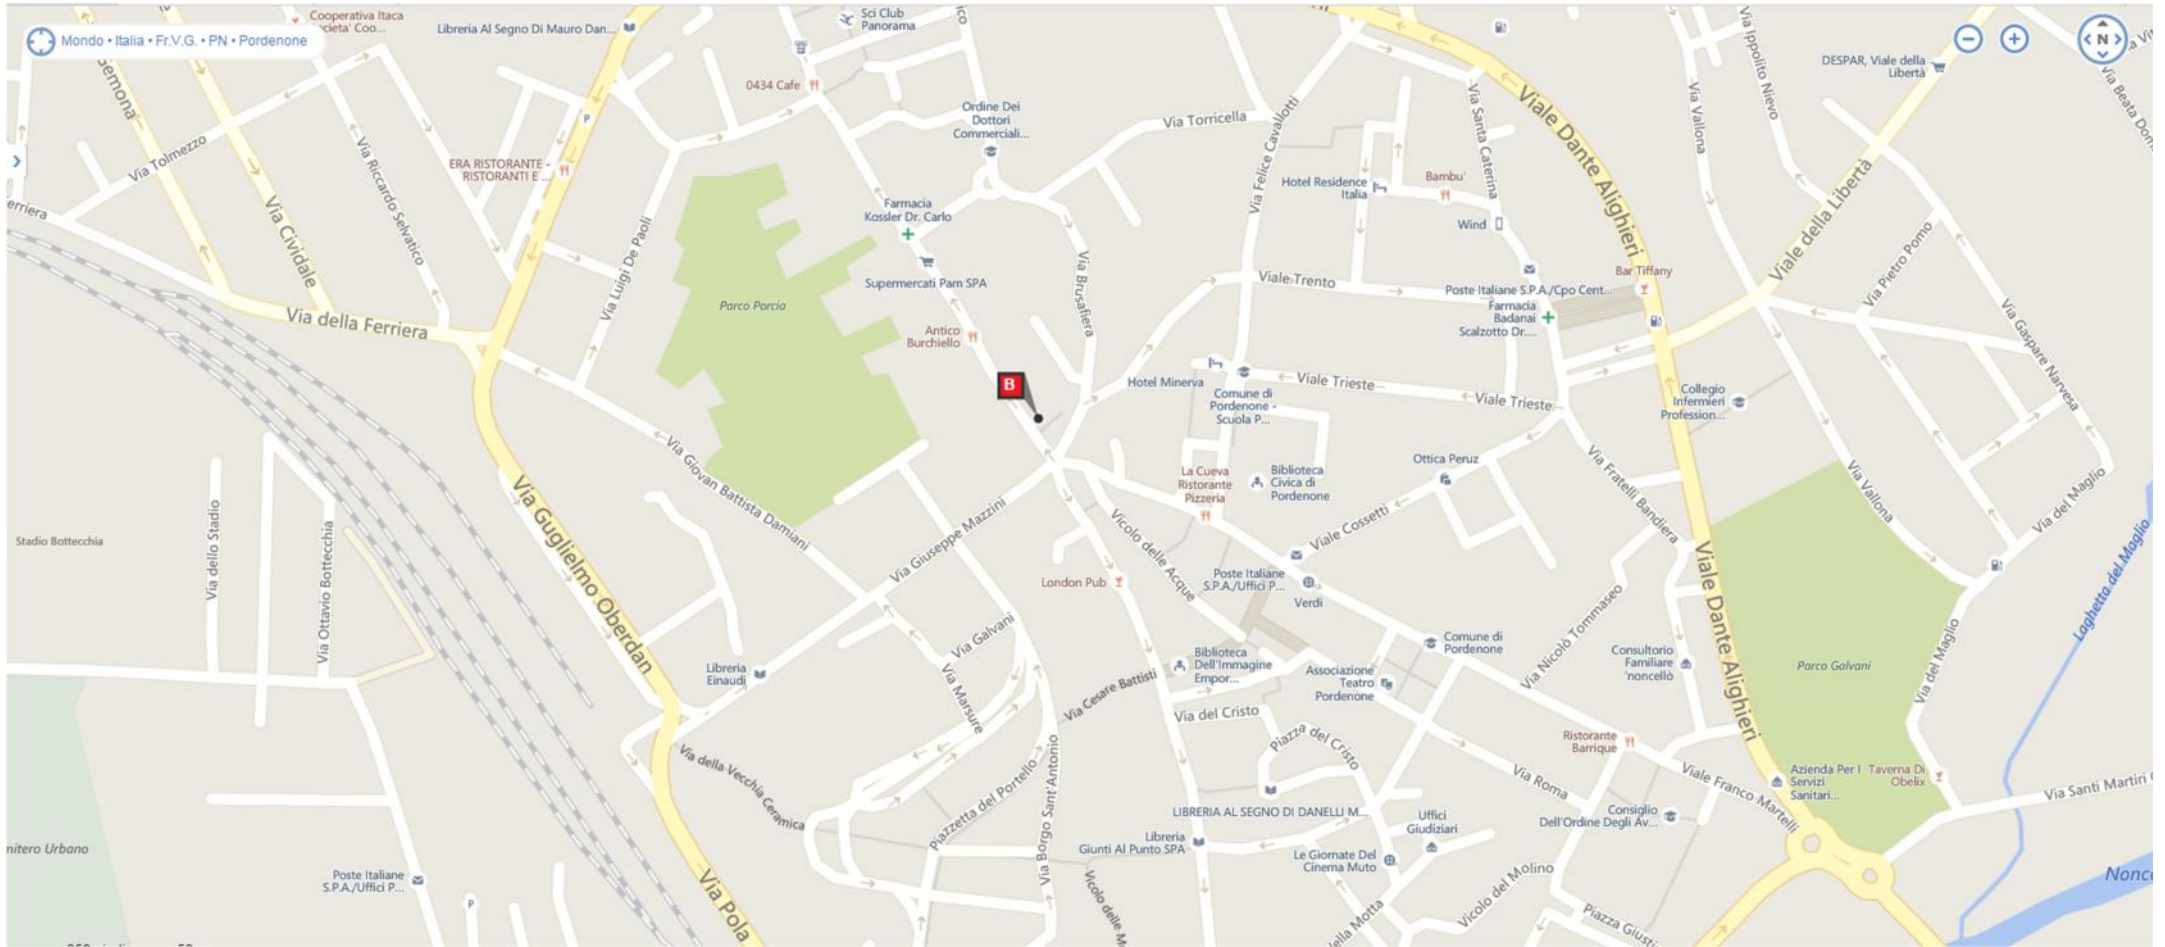 Mondo • Italia • Fr.V.G. • PN • Pordenone
Cooperativa Itaca
Libreria Al Segno Di Mauro Dan...
Sci Club
Panorama
DESPAR, Viale della
Libertà
N
0434 Cafe
Ordine Dei
Dottori
Commerciali...
Via Torricella
Via Felice Cavallotti
Via Santa Caterina
Viale Dante Alighieri
Via Vallona
Via Ippolito Nievo
Gemona
Via Tolmezzo
Via Riccardo Selvatico
Via Cividale
P
ERA RISTORANTE -
RISTORANTI E ...
Via Luigi De Paoli
Farmacia
Kossler Dr. Carlo
Hotel Residence
Italia
Bambu'
Wind
Viale della Libertà
Via Pietro Pomo
erriera
Via della Ferriera
Parco Porcia
Supermercati Pam SPA
Via Brusafiera
Viale Trento
Bar Tiffany
Poste Italiane S.P.A./Cpo Cent...
Farmacia
Badanai
Scalzotto Dr....
Via Gaspare Narvesa
Antico
Burchiello
B
Hotel Minerva
Viale Trieste
Viale Trieste
Comune di
Pordenone -
Scuola P...
Collegio
Infermieri
Profession...
Via Giovan Battista Damiani
La Cueva
Ristorante
Pizzeria
Biblioteca
Civica di
Pordenone
Ottica Peruz
Via Fratelli Bandiera
Via Vallona
Via del Maglio
Via Guglielmo Oberdan
Via Giuseppe Mazzini
Vicolo delle Acque
Viale Cossetti
Stadio Bottecchia
Via dello Stadio
Via Ottavio Bottecchia
London Pub
Poste Italiane
S.P.A./Uffici P...
Verdi
Viale Dante Alighieri
Laghetta del Maglio
Via Galvani
Via Nicolò Tommaseo
Comune di
Pordenone
Consultorio
Familiare
'noncello
Parco Galvani
Via del Maglio
Libreria
Einaudi
Via Marsure
Via Cesare Battisti
Biblioteca
Dell'Immagine
Empor...
Associazione
Teatro
Pordenone
Via del Cristo
Piazza del Cristo
Ristorante
Barrique
Via della Vecchia Ceramica
Piazzetta del Portello
Via Borgo Sant'Antonio
Via Roma
Viale Franco Martelli
Azienda Per I
Servizi
Sanitari...
Taverna Di
Obelix
Via Santi Martiri
LIBRERIA AL SEGNO DI DANELLI M...
Uffici
Giudiziari
Consiglio
Dell'Ordine Degli Av...
Libreria
Giunti Al Punto SPA
Le Giornate Del
Cinema Muto
nitero Urbano
Poste Italiane
S.P.A./Uffici P...
P
Via Pola
Vicolo delle
Vicolo del Molino
Piazza Giusti
ella Motta
Nonce